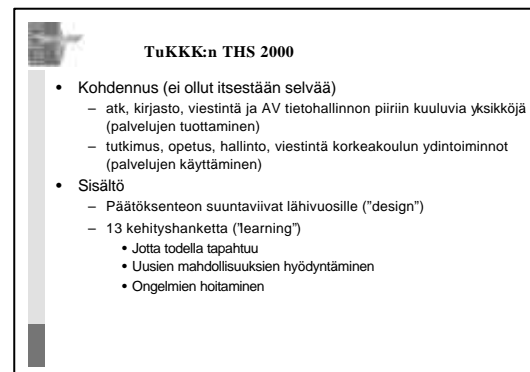 TuKKK:n THS 2000
• Kohdennus (ei ollut itsestään selvää)
– atk, kirjasto, viestintä ja AV tietohallinnon piiriin kuuluvia yksikköjä
(palvelujen tuottaminen)
– tutkimus, opetus, hallinto, viestintä korkeakoulun ydintoiminnot
(palvelujen käyttäminen)
• Sisältö
– Päätöksenteon suuntaviivat lähivuosille ("design")
– 13 kehityshanketta ("learning")
• Jotta todella tapahtuu
• Uusien mahdollisuuksien hyödyntäminen
• Ongelmien hoitaminen